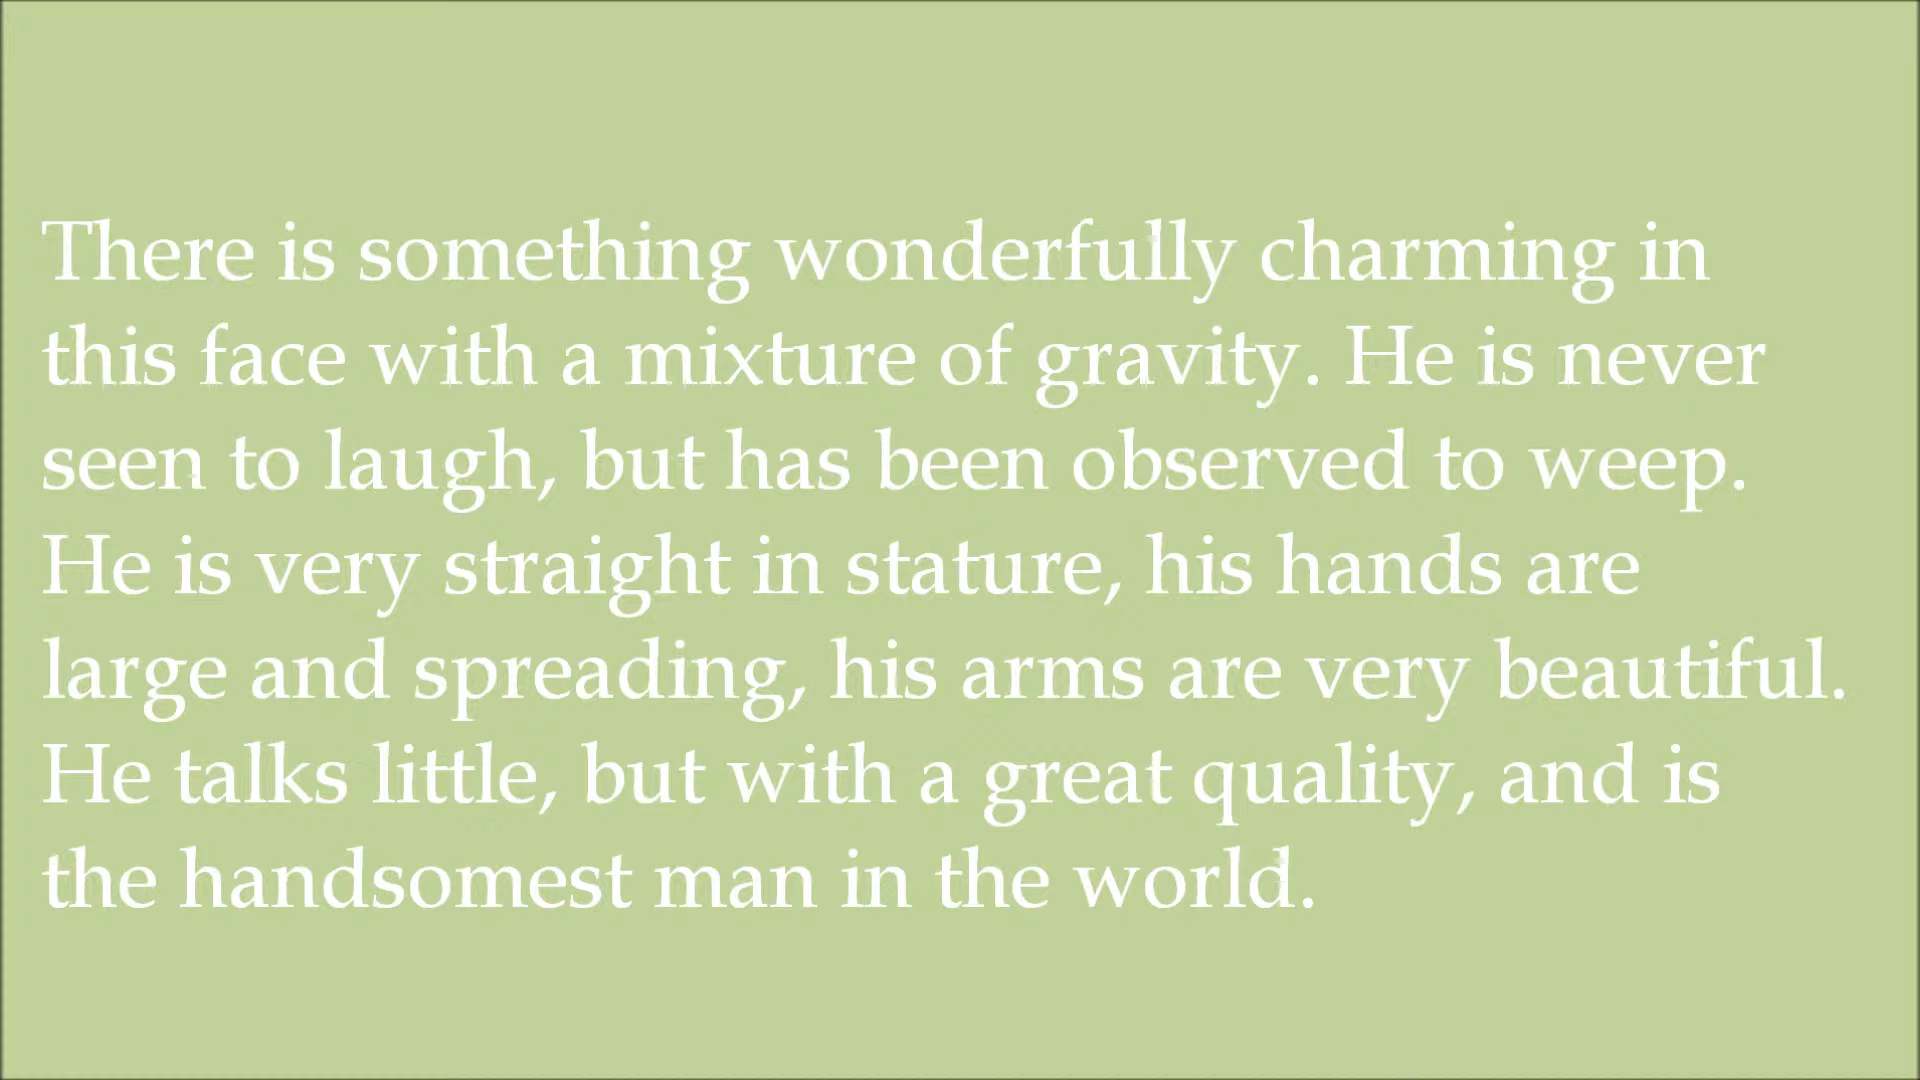 There is something wonderfully charming in
this face with a mixture of gravity. He is never
seen to laugh, but has been observed to weep.
He is very straight in stature, his hands are
large and spreading, his arms are very beautiful.
He talks little, but with a great quality, and is
the handsomest man in the world.